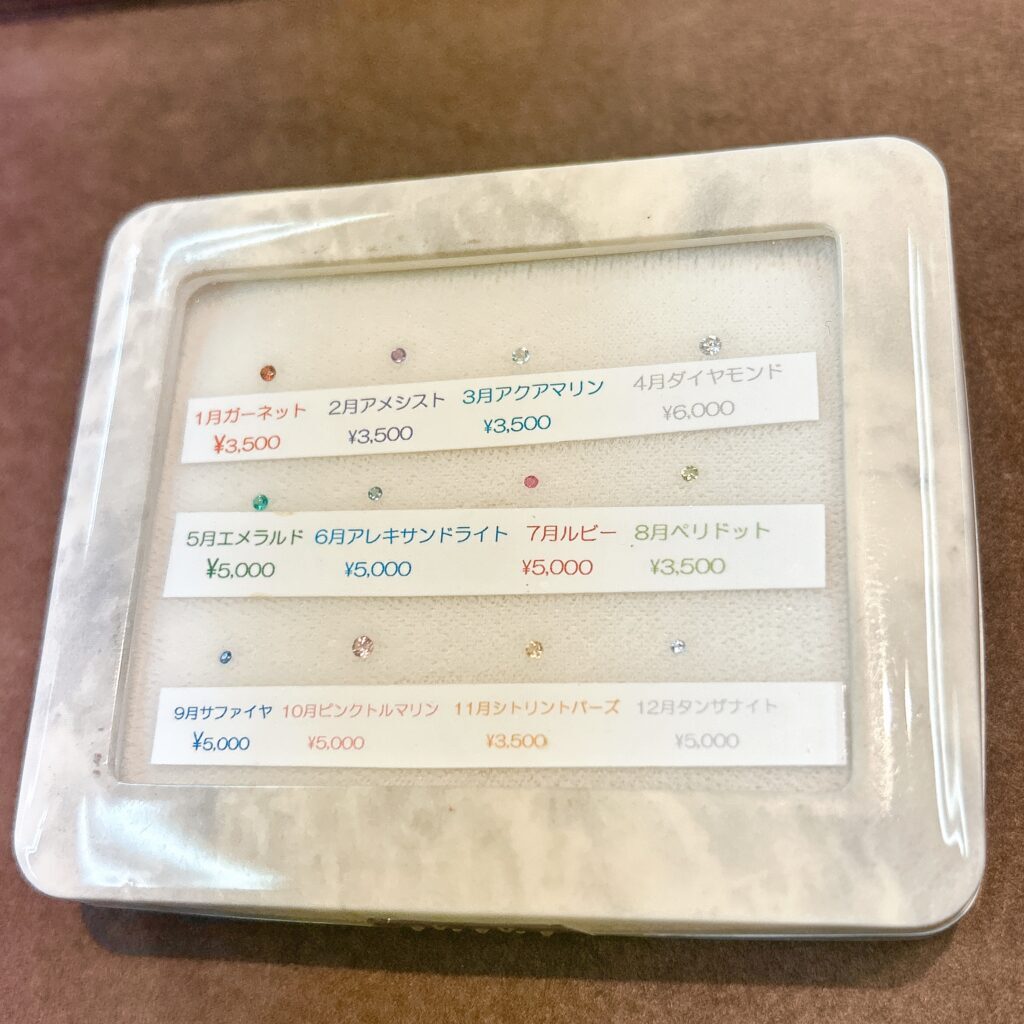 1月ガーネット 2月アメシスト 3月アクアマリン 4月ダイヤモンド
¥3,500 ¥3,500 ¥3,500 ¥6,000
5月エメラルド 6月アレキサンドライト 7月ルビー 8月ペリドット
¥5,000 ¥5,000 ¥5,000 ¥3,500
9月サファイヤ 10月ピンクトルマリン 11月シトリントパーズ 12月タンザナイト
¥5,000 ¥5,000 ¥3,500 ¥5,000